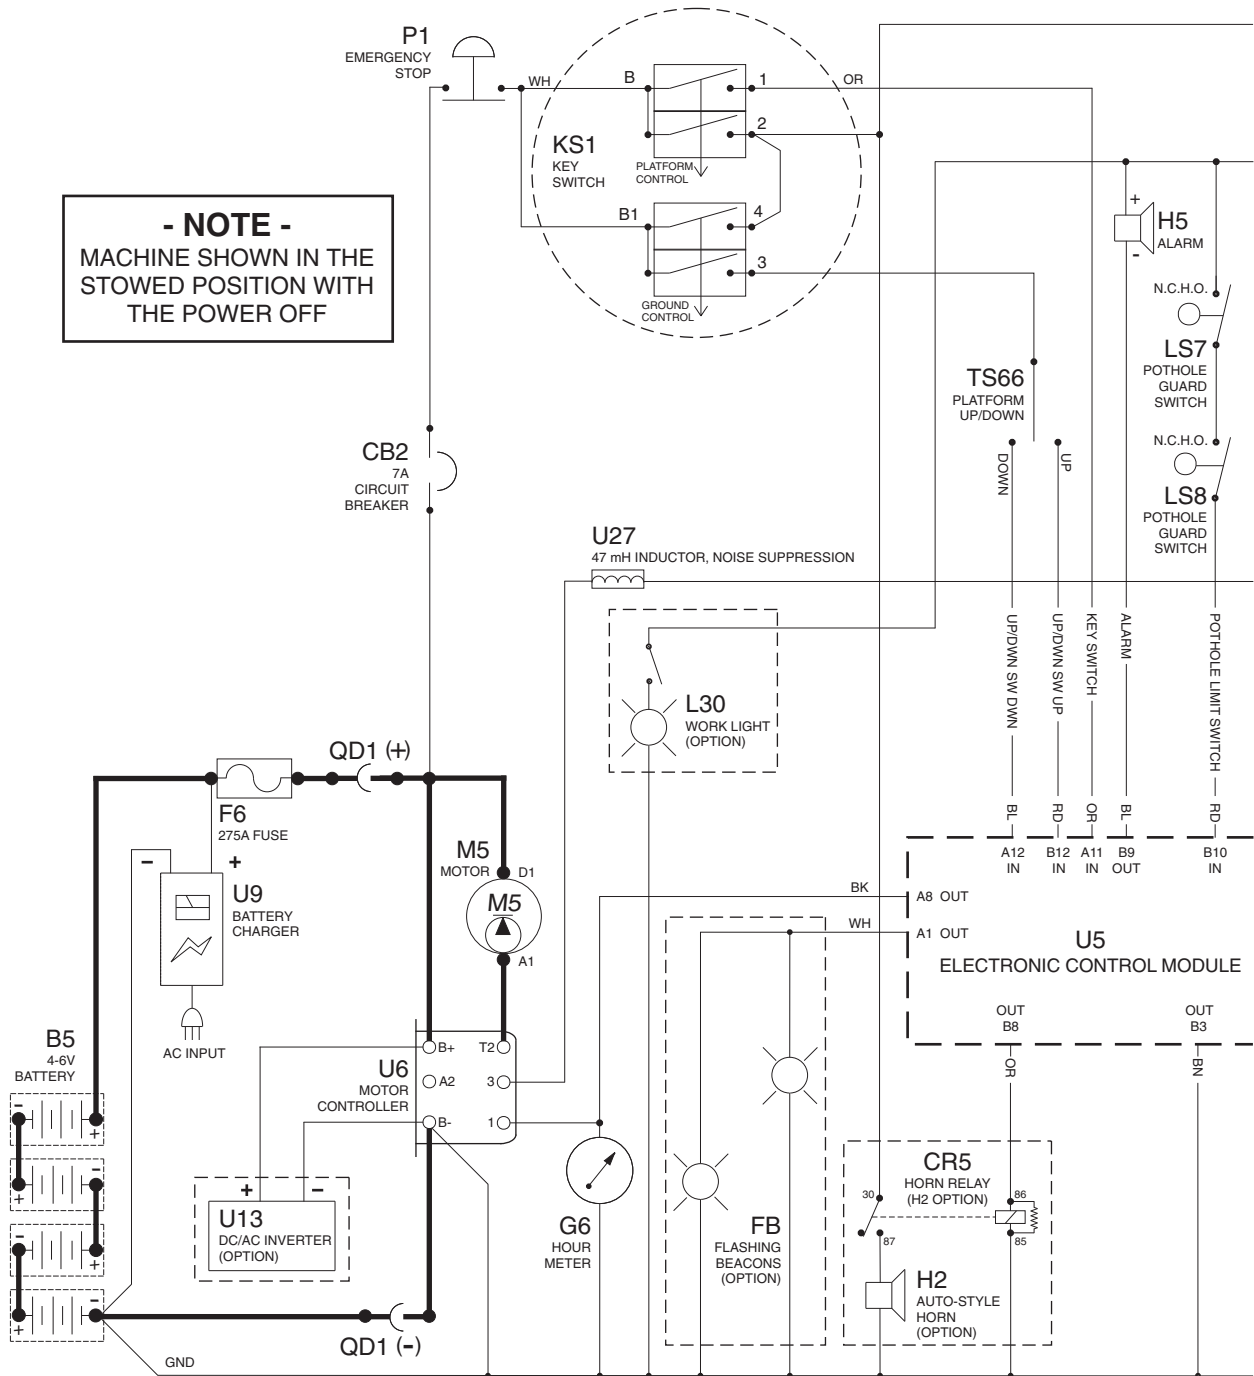 P1
EMERGENCY
STOP
WH
B
1
OR
2
KS1
KEY
SWITCH
PLATFORM
CONTROL
B1
4
3
GROUND
CONTROL
- NOTE -
MACHINE SHOWN IN THE
STOWED POSITION WITH
THE POWER OFF
+
H5
ALARM
-
N.C.H.O.
LS7
POTHOLE
GUARD
SWITCH
TS66
PLATFORM
UP/DOWN
DOWN
UP
N.C.H.O.
LS8
POTHOLE
GUARD
SWITCH
CB2
7A
CIRCUIT
BREAKER
U27
47 mH INDUCTOR, NOISE SUPPRESSION
UP/DWN SW DWN
UP/DWN SW UP
KEY SWITCH
ALARM
POTHOLE LIMIT SWITCH
L30
WORK LIGHT
(OPTION)
QD1 (+)
F6
275A FUSE
BL
RD
OR
BL
RD
A12
IN
B12
IN
A11
IN
B9
OUT
B10
IN
-
+
U9
BATTERY
CHARGER
AC INPUT
M5
MOTOR
D1
M5
A1
BK
A8 OUT
WH
A1 OUT
U5
ELECTRONIC CONTROL MODULE
OUT
B8
OUT
B3
OR
BN
B5
4-6V
BATTERY
-
+
+
-
-
+
+
-
U6
MOTOR
CONTROLLER
B+
T2
A2
3
B-
1
+
-
U13
DC/AC INVERTER
(OPTION)
G6
HOUR
METER
FB
FLASHING
BEACONS
(OPTION)
CR5
HORN RELAY
(H2 OPTION)
30
87
86
85
H2
AUTO-STYLE
HORN
(OPTION)
QD1 (-)
GND